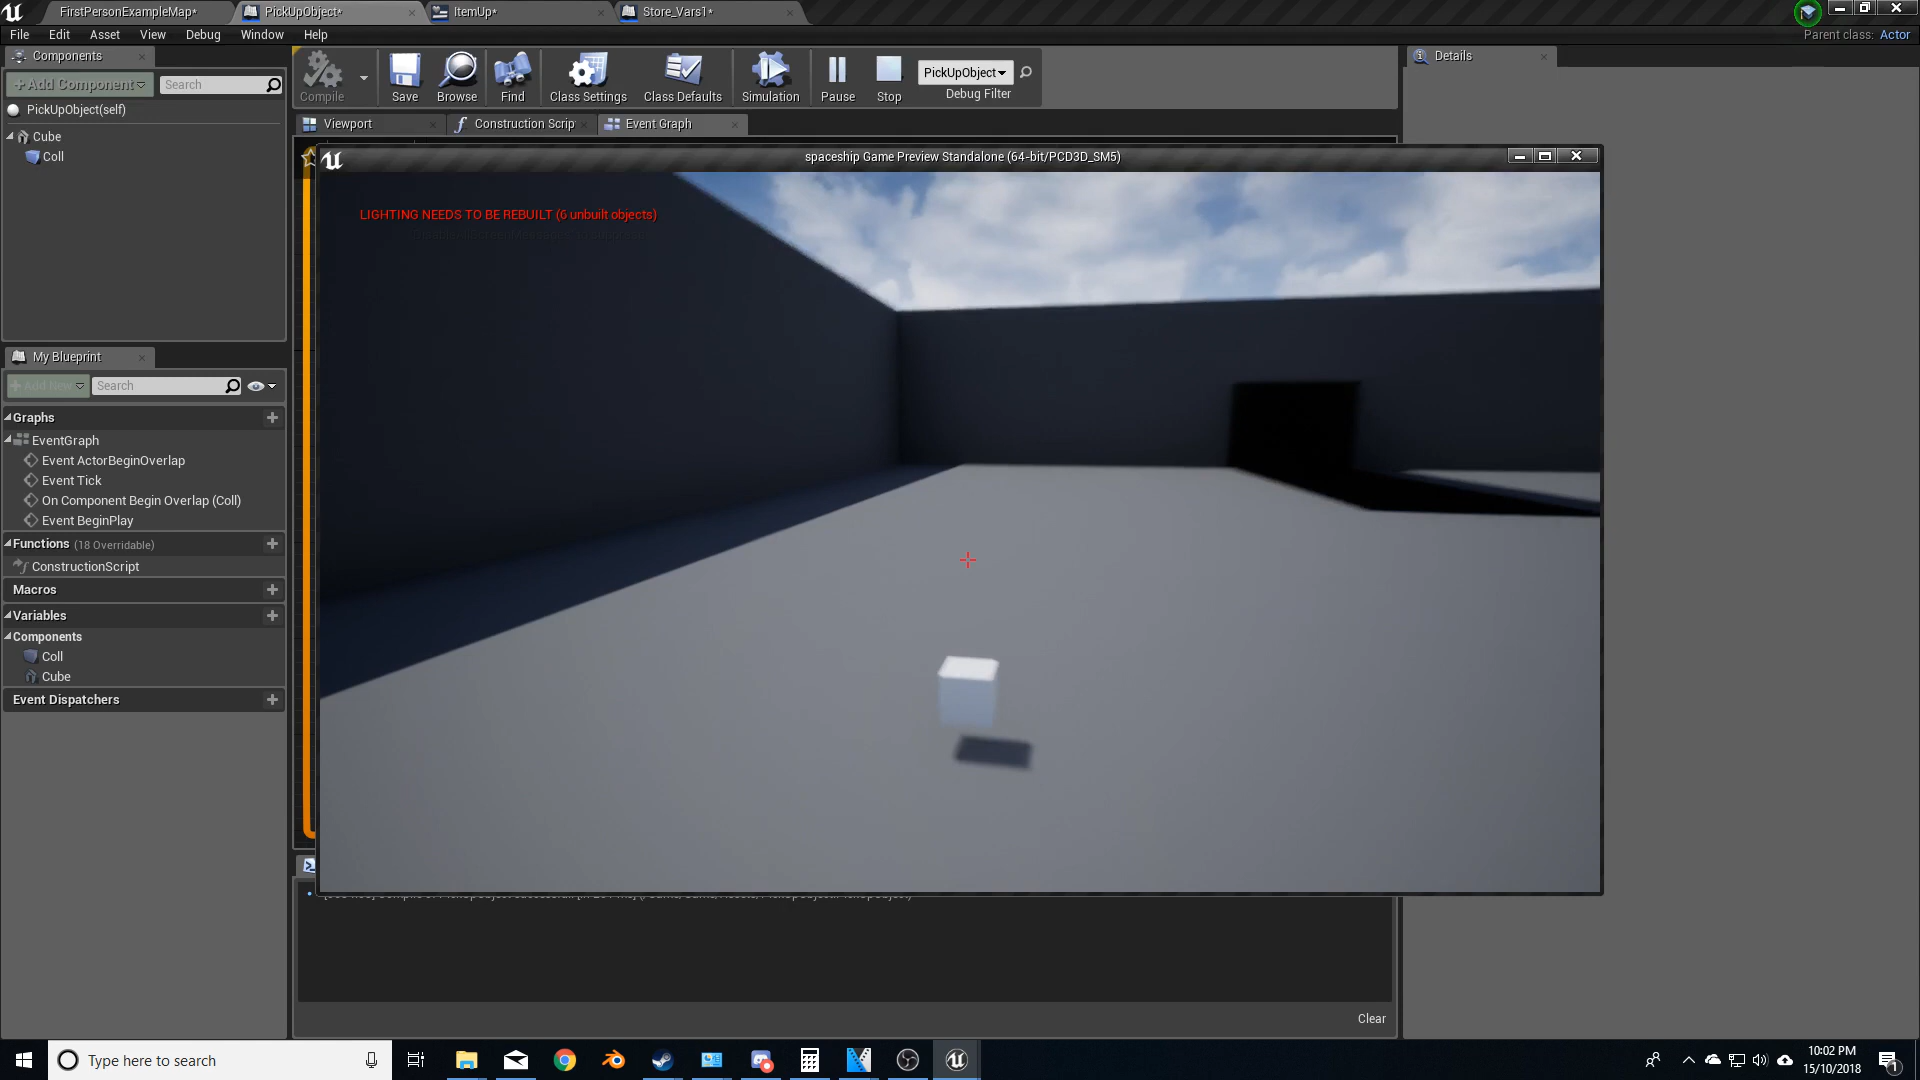 FirstPersonExampleMap*
PickUpObject*
ItemUp*
Store_Vars1*
File Edit Asset View Debug Window Help
Parent class: Actor
Components
+Add Component
Search
PickUpObject(self)
Cube
Coll
Compile
Save
Browse
Find
Class Settings
Class Defaults
Simulation
Pause
Stop
PickUpObject
Debug Filter
Details
Viewport
Construction Scrip
Event Graph
spaceship Game Preview Standalone (64-bit/PCD3D_SM5)
LIGHTING NEEDS TO BE REBUILT (6 unbuilt objects)
My Blueprint
+Add New
Search
Graphs
EventGraph
Event ActorBeginOverlap
Event Tick
On Component Begin Overlap (Coll)
Event BeginPlay
Functions (18 Overridable)
ConstructionScript
Macros
Variables
Components
Coll
Cube
Event Dispatchers
Clear
Type here to search
10:02 PM
15/10/2018
1